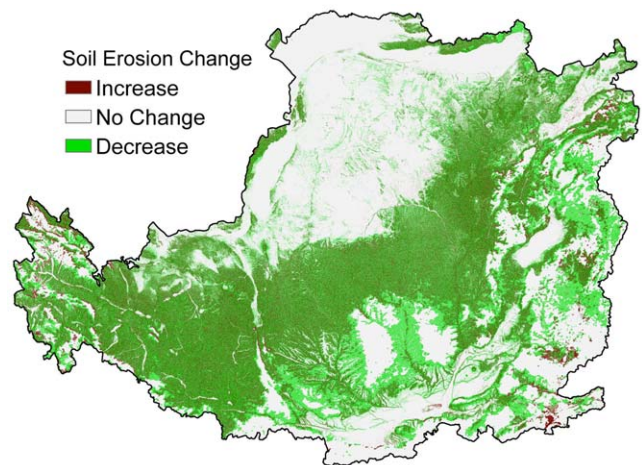 Soil Erosion Change
Increase
No Change
Decrease